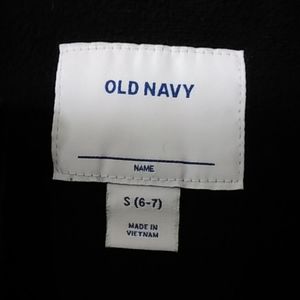 OLD NAVY
NAME
S (6-7)
MADE IN
VIETNAM